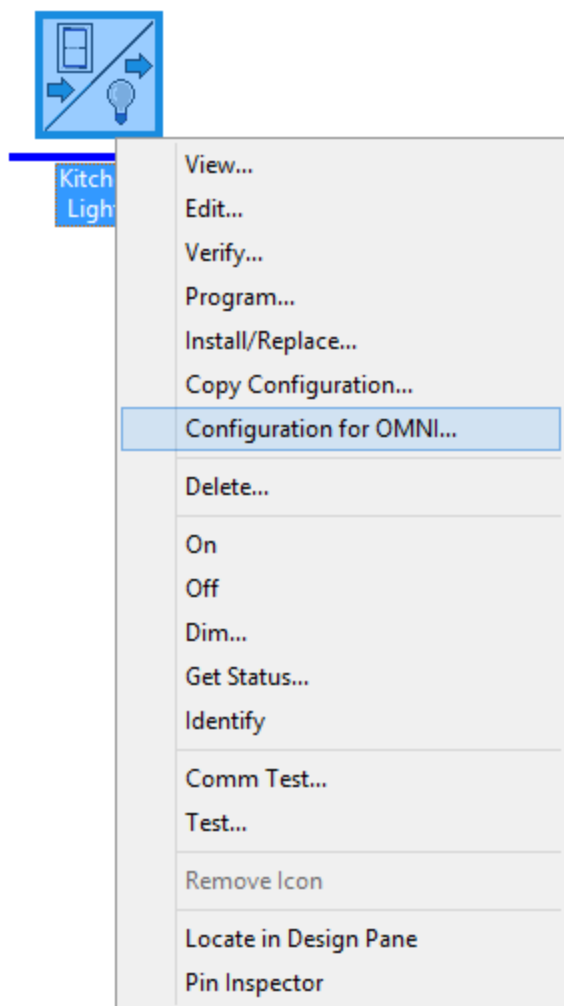 Kitch
Ligh
View...
Edit...
Verify...
Program...
Install/Replace...
Copy Configuration...
Configuration for OMNI...
Delete...
On
Off
Dim...
Get Status...
Identify
Comm Test...
Test...
Remove Icon
Locate in Design Pane
Pin Inspector